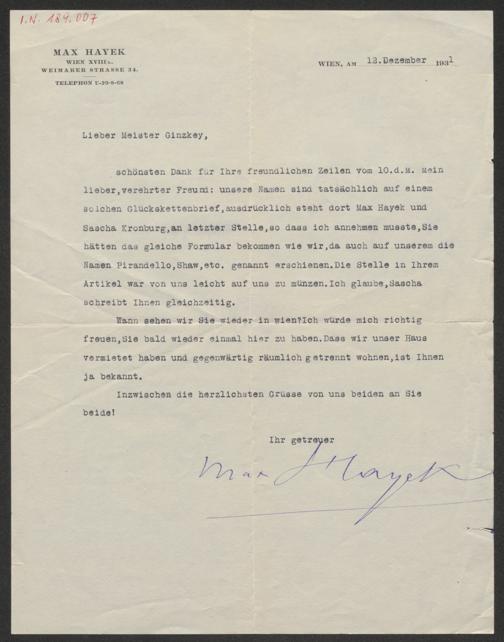 I.N. 184.007
MAX HAYEK
WIEN XVIII/1.
WEIMARER STRASSE 34.
TELEPHON U-20-8-68
WIEN, AM 12.Dezember 1931
Lieber Meister Ginzkey,
schönsten Dank für Ihre freundlichen Zeilen vom 10.d.M. Mein
lieber,verehrter Freund: unsere Namen sind tatsächlich auf einem
solchen Glückskettenbrief,ausdrücklich steht dort Max Hayek und
Sascha Kronburg,an letzter Stelle,so dass ich annehmen musste,Sie
hätten das gleiche Formular bekommen wie wir,da auch auf unserem die
Namen Pirandello,Shaw,etc. genannt erschienen.Die Stelle in Ihrem
Artikel war von uns leicht auf uns zu münzen.Ich glaube,Sascha
schreibt Ihnen gleichzeitig.
Wann sehen wir Sie wieder in wien?Ich würde mich richtig
freuen,Sie bald wieder einmal hier zu haben.Dass wir unser Haus
vermietet haben und gegenwärtig räumlich getrennt wohnen,ist Ihnen
ja bekannt.
Inzwischen die herzlichsten Grüsse von uns beiden an Sie
beide!
Ihr getreuer
Max Hayek